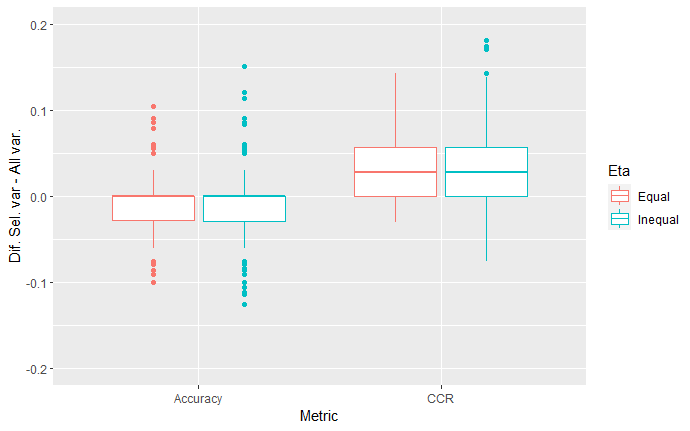 0.2
0.1
0.0
-0.1
-0.2
Dif. Sel. var - All var.
Accuracy
CCR
Metric
Eta
Equal
Inequal